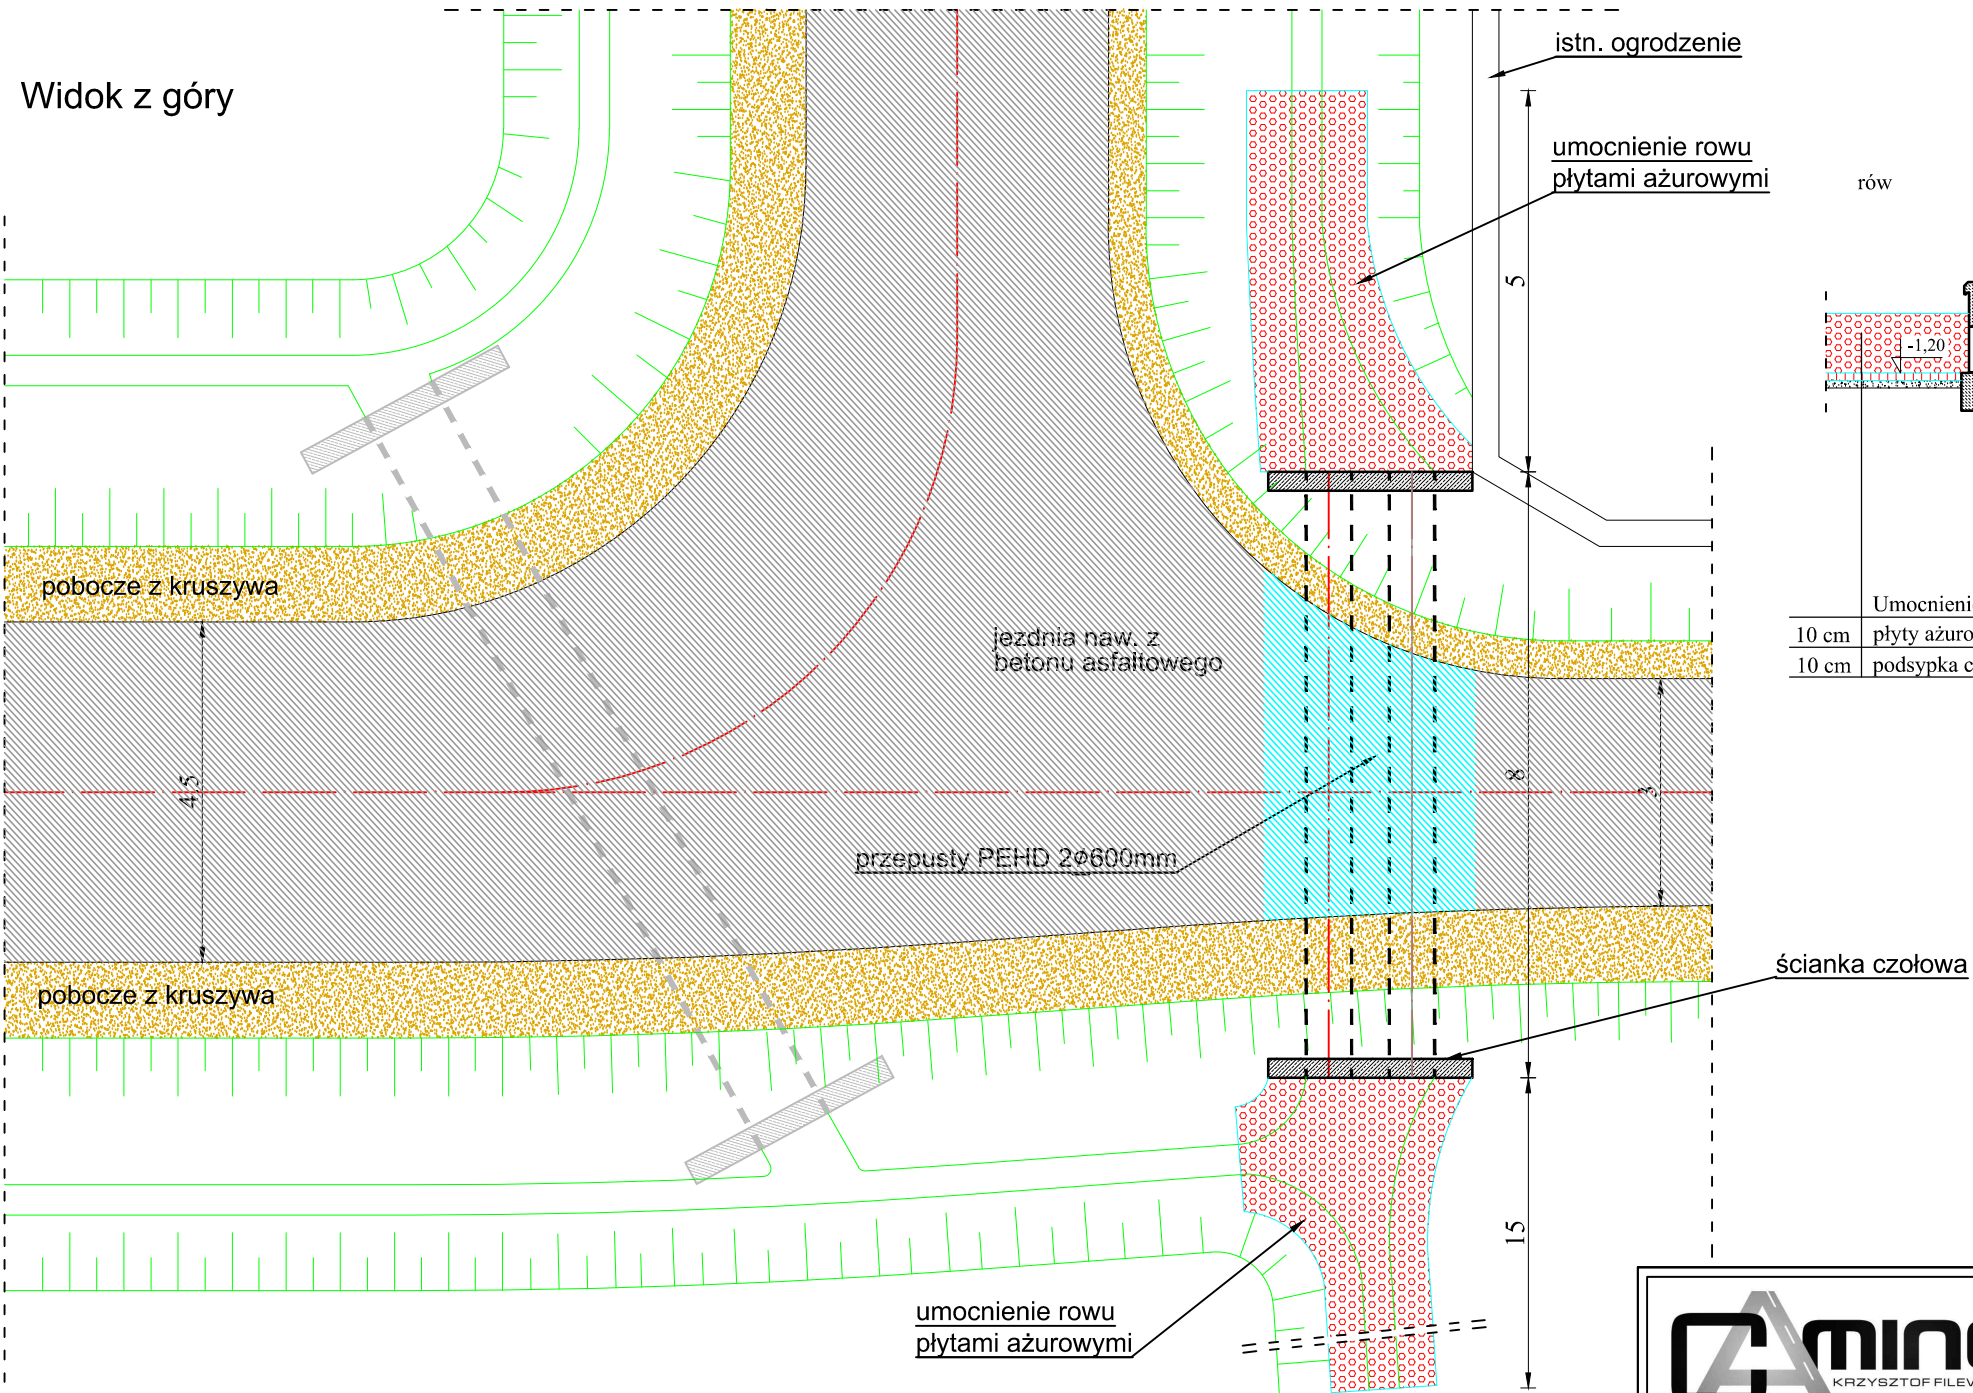 Widok z góry
istn. ogrodzenie
umocnienie rowu
płytami ażurowymi
rów
5
-1,20
pobocze z kruszywa
jezdnia naw. z
betonu asfaltowego
Umocnieni
10 cm płyty ażuro
10 cm podsypka c
4,5
8
3
przepusty PEHD 2ϕ600mm
ścianka czołowa
pobocze z kruszywa
15
umocnienie rowu
płytami ażurowymi
KRZYSZTOF FILEW